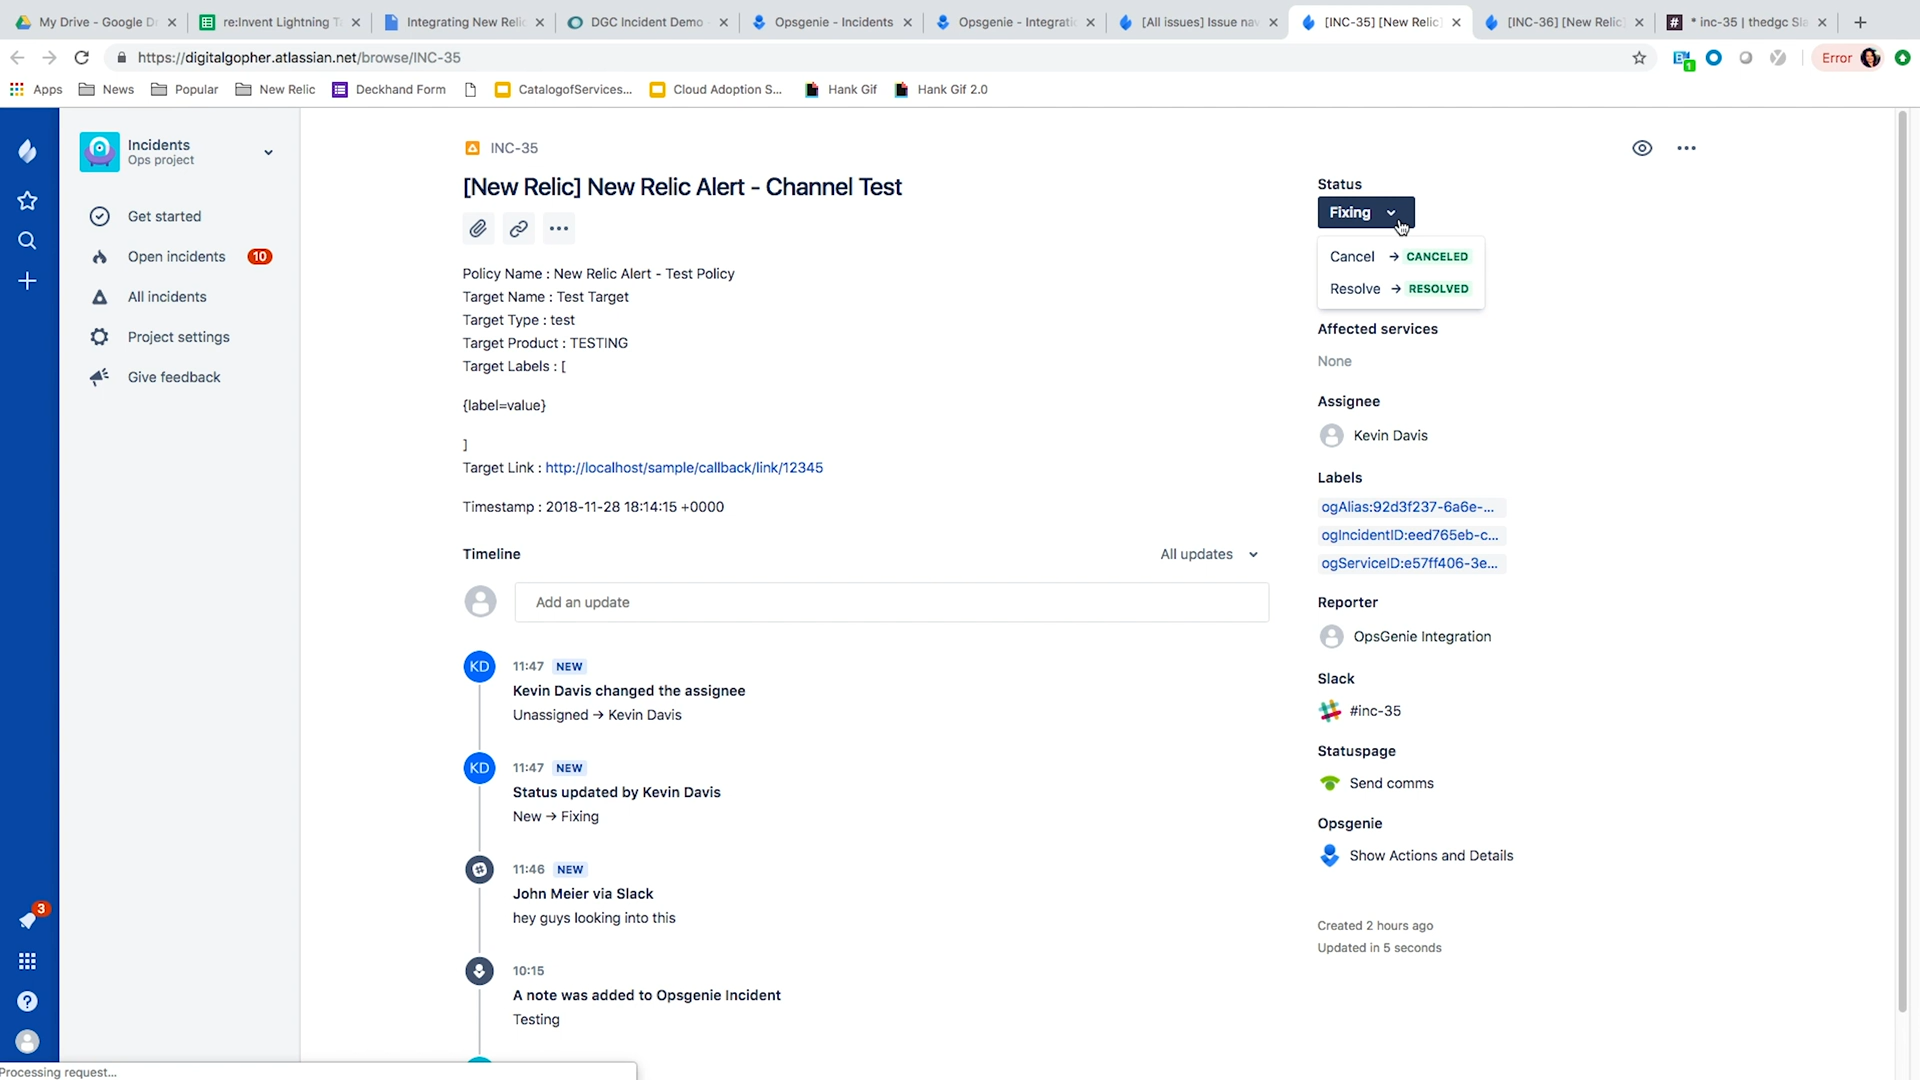 My Drive - Google Dr
re:Invent Lightning T
Integrating New Relic
DGC Incident Demo
Opsgenie - Incidents
Opsgenie - Integratio
[All issues] Issue nav
[INC-35] [New Relic]
[INC-36] [New Relic
* inc-35 | thedgc Sla
https://digitalgopher.atlassian.net/browse/INC-35
1
Error
Apps
News
Popular
New Relic
Deckhand Form
CatalogofServices...
Cloud Adoption S...
Hank Gif
Hank Gif 2.0
Incidents
Ops project
Get started
Open incidents 10
All incidents
Project settings
Give feedback
3
INC-35
[New Relic] New Relic Alert - Channel Test
Policy Name : New Relic Alert - Test Policy
Target Name : Test Target
Target Type : test
Target Product : TESTING
Target Labels : [
{label=value}
]
Target Link : http://localhost/sample/callback/link/12345
Timestamp : 2018-11-28 18:14:15 +0000
Timeline
All updates
Add an update
KD
11:47 NEW
Kevin Davis changed the assignee
Unassigned → Kevin Davis
KD
11:47 NEW
Status updated by Kevin Davis
New → Fixing
11:46 NEW
John Meier via Slack
hey guys looking into this
10:15
A note was added to Opsgenie Incident
Testing
Status
Fixing
Cancel → CANCELED
Resolve → RESOLVED
Affected services
None
Assignee
Kevin Davis
Labels
ogAlias:92d3f237-6a6e-...
ogIncidentID:eed765eb-c...
ogServiceID:e57ff406-3e...
Reporter
OpsGenie Integration
Slack
#inc-35
Statuspage
Send comms
Opsgenie
Show Actions and Details
Created 2 hours ago
Updated in 5 seconds
Processing request...